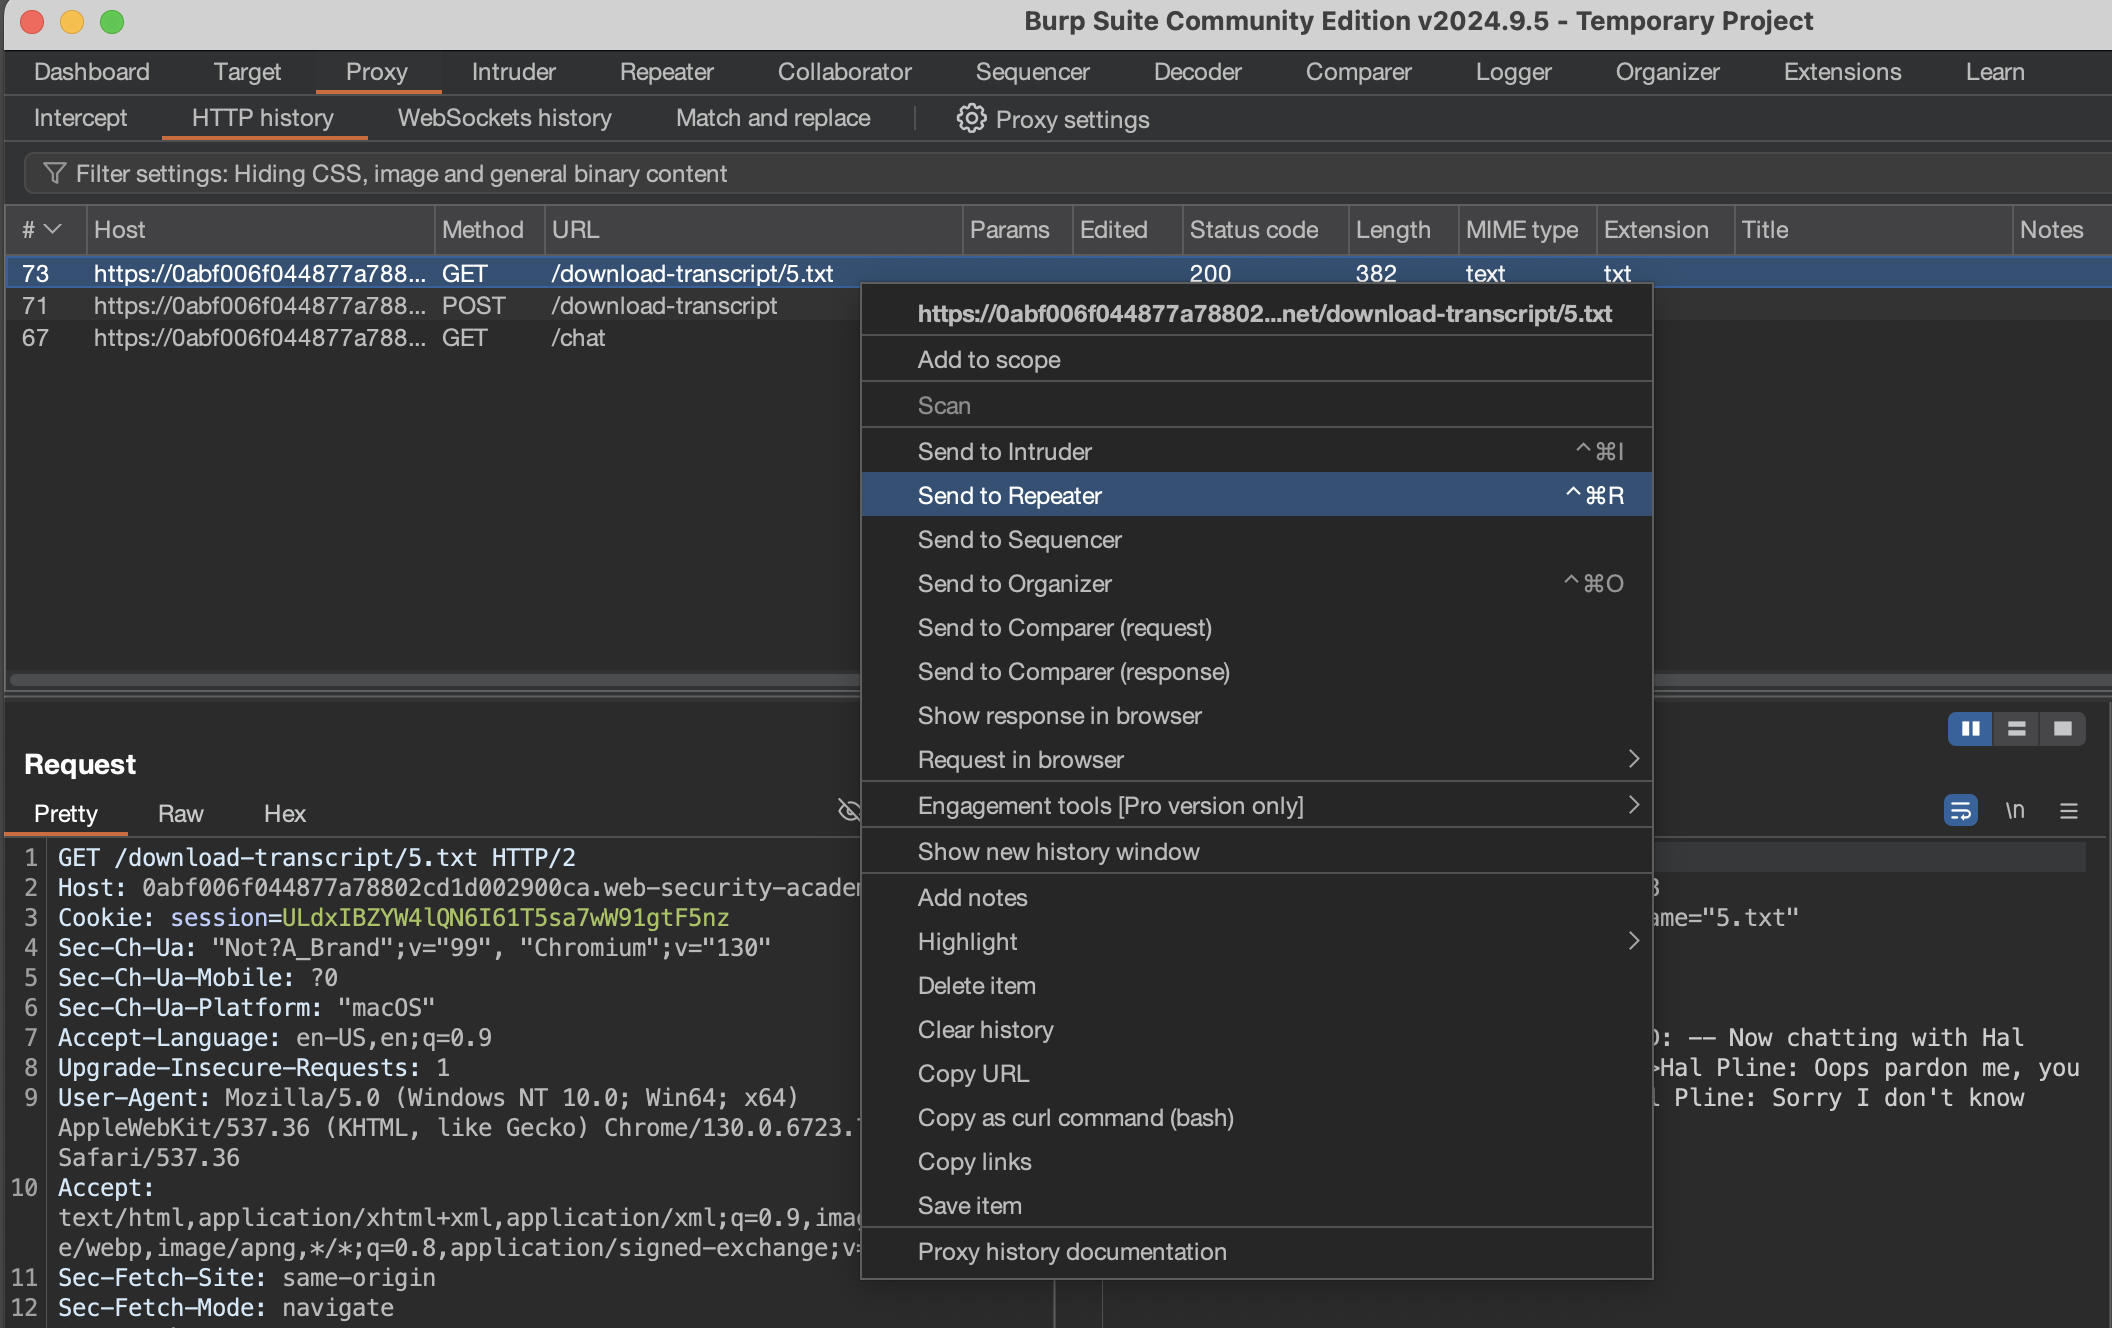 Burp Suite Community Edition v2024.9.5 - Temporary Project
Dashboard Target Proxy Intruder Repeater Collaborator Sequencer Decoder Comparer Logger Organizer Extensions Learn
Intercept HTTP history WebSockets history Match and replace Proxy settings
Filter settings: Hiding CSS, image and general binary content
# Host Method URL Params Edited Status code Length MIME type Extension Title Notes
73 https://0abf006f044877a788... GET /download-transcript/5.txt 200 382 text txt
71 https://0abf006f044877a788... POST /download-transcript
67 https://0abf006f044877a788... GET /chat
https://0abf006f044877a78802...net/download-transcript/5.txt
Add to scope
Scan
Send to Intruder ^⌘I
Send to Repeater ^⌘R
Send to Sequencer
Send to Organizer ^⌘O
Send to Comparer (request)
Send to Comparer (response)
Show response in browser
Request in browser
Engagement tools [Pro version only]
Show new history window
Add notes
Highlight
Delete item
Clear history
Copy URL
Copy as curl command (bash)
Copy links
Save item
Proxy history documentation
Request
Pretty Raw Hex
1 GET /download-transcript/5.txt HTTP/2
2 Host: 0abf006f044877a78802cd1d002900ca.web-security-acade
3 Cookie: session=ULdxIBZYW4lQN6I61T5sa7wW91gtF5nz
4 Sec-Ch-Ua: "Not?A_Brand";v="99", "Chromium";v="130"
5 Sec-Ch-Ua-Mobile: ?0
6 Sec-Ch-Ua-Platform: "macOS"
7 Accept-Language: en-US,en;q=0.9
8 Upgrade-Insecure-Requests: 1
9 User-Agent: Mozilla/5.0 (Windows NT 10.0; Win64; x64)
AppleWebKit/537.36 (KHTML, like Gecko) Chrome/130.0.6723.
Safari/537.36
10 Accept:
text/html,application/xhtml+xml,application/xml;q=0.9,ima
e/webp,image/apng,*/*;q=0.8,application/signed-exchange;v=
11 Sec-Fetch-Site: same-origin
12 Sec-Fetch-Mode: navigate
\n
ame="5.txt"
: -- Now chatting with Hal
>Hal Pline: Oops pardon me, you
l Pline: Sorry I don't know